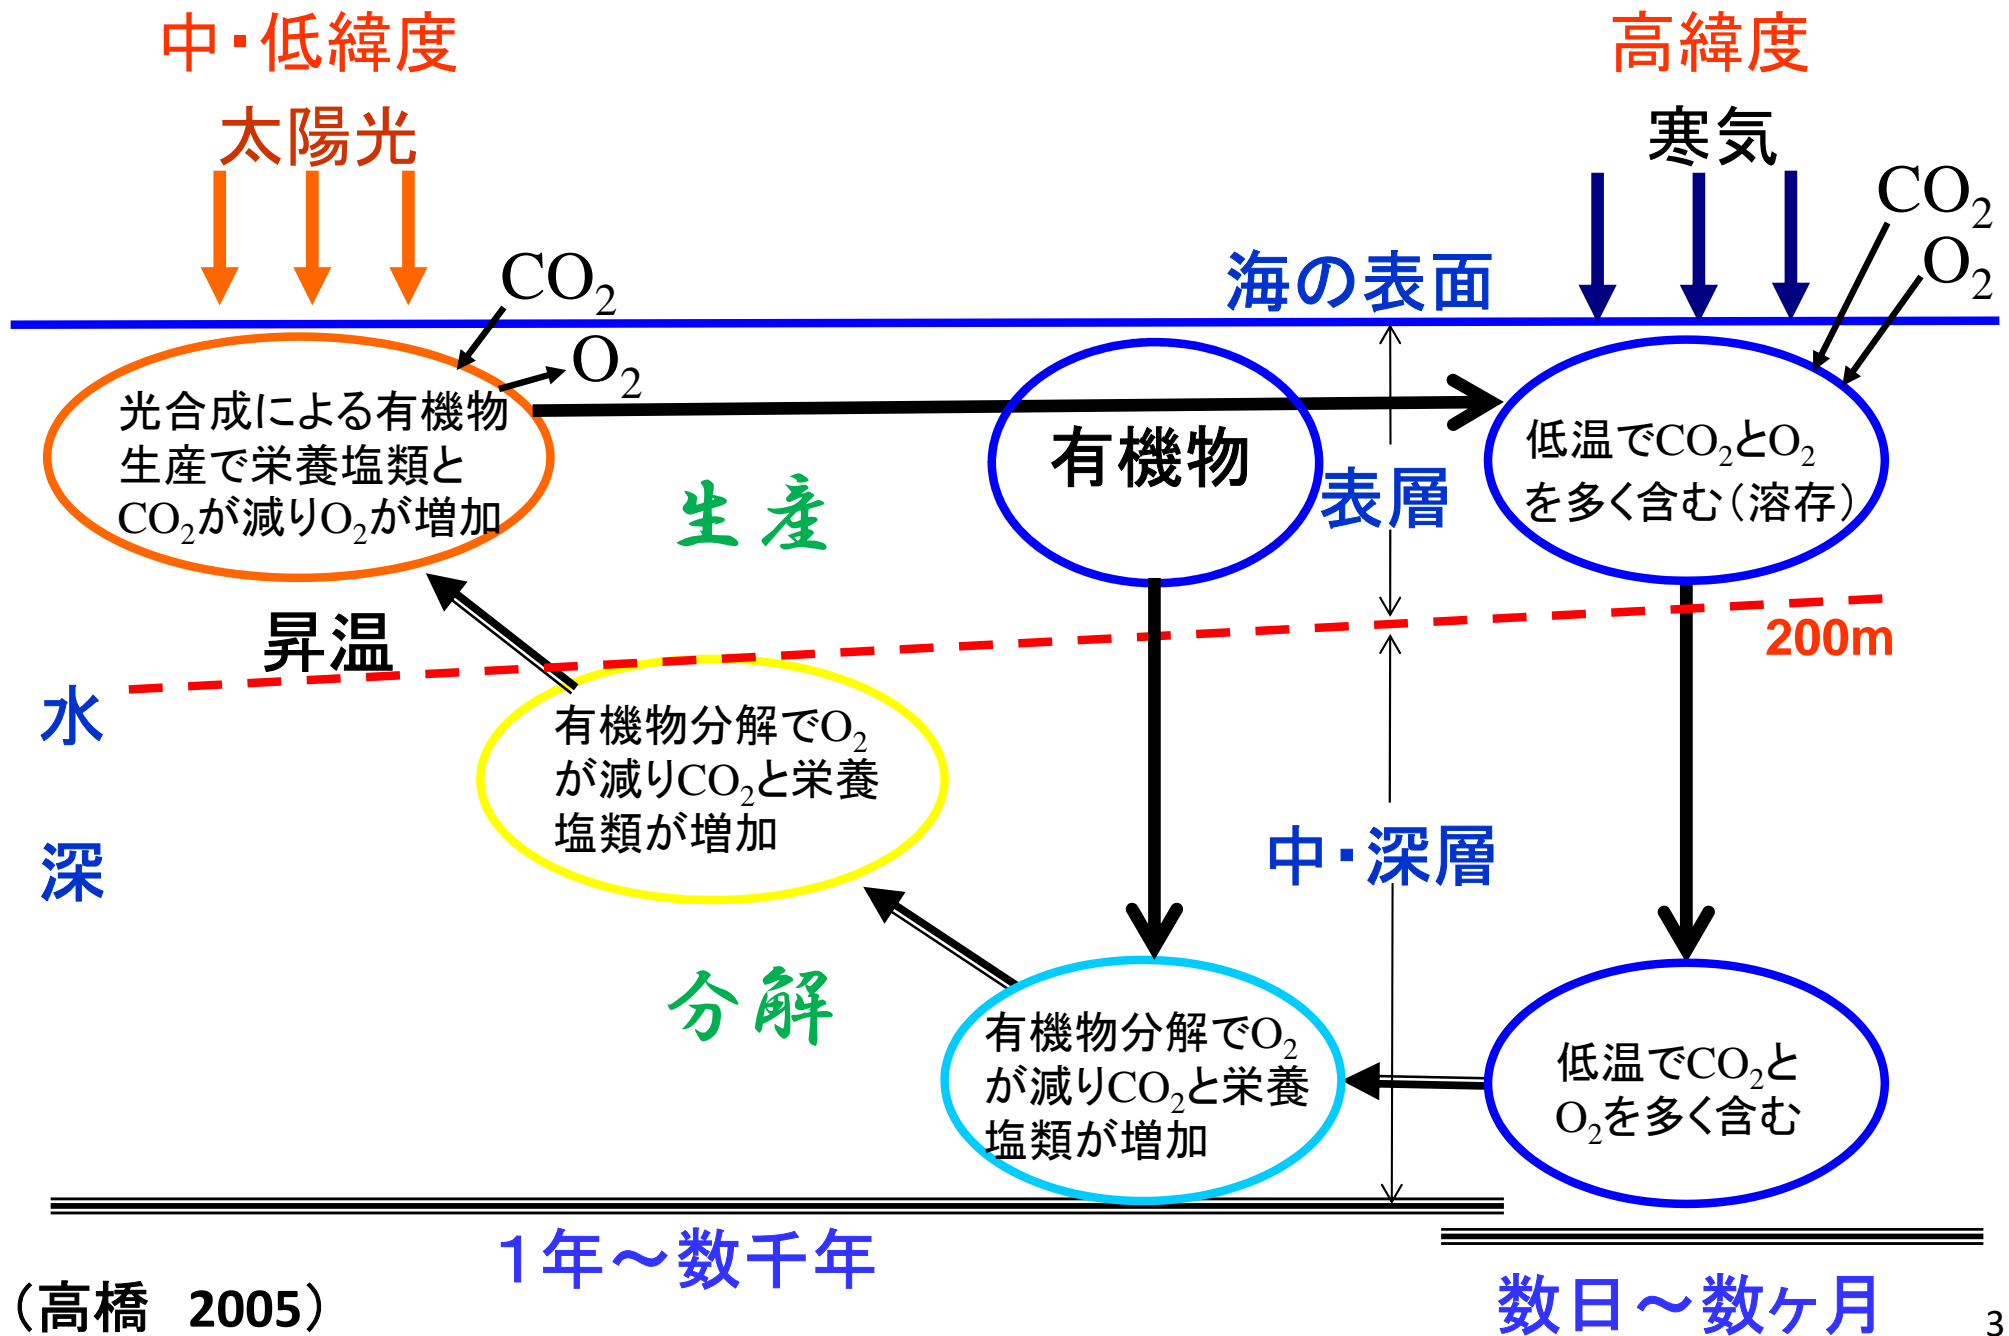 中・低緯度
高緯度
太陽光
寒気
CO₂
O₂
CO₂
O₂
海の表面
光合成による有機物
生産で栄養塩類と
CO₂が減りO₂が増加
有機物
低温でCO₂とO₂
を多く含む（溶存）
生産
表層
昇温
200m
水
深
有機物分解でO₂
が減りCO₂と栄養
塩類が増加
中・深層
分解
有機物分解でO₂
が減りCO₂と栄養
塩類が増加
低温でCO₂と
O₂を多く含む
１年～数千年
数日～数ヶ月
（高橋　2005）
3